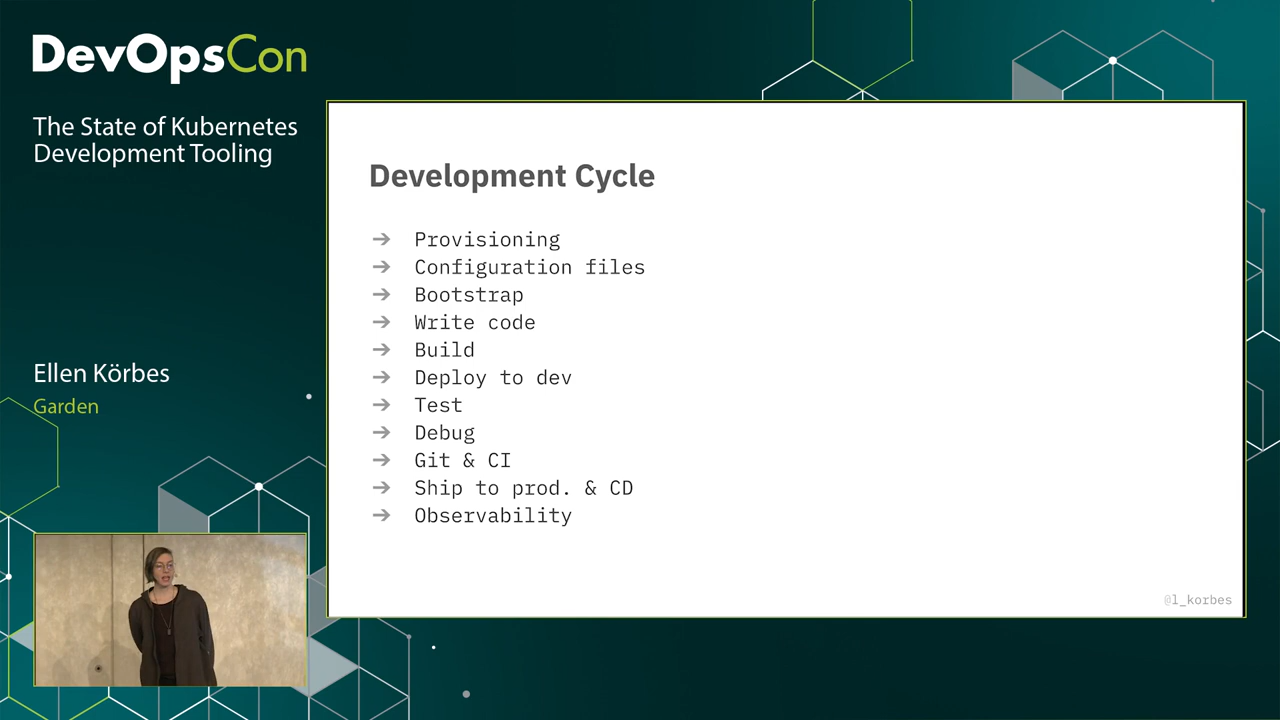 DevOpsCon
The State of Kubernetes
Development Tooling
Ellen Körbes
Garden
Development Cycle
➔ Provisioning
➔ Configuration files
➔ Bootstrap
➔ Write code
➔ Build
➔ Deploy to dev
➔ Test
➔ Debug
➔ Git & CI
➔ Ship to prod. & CD
➔ Observability
@l_korbes